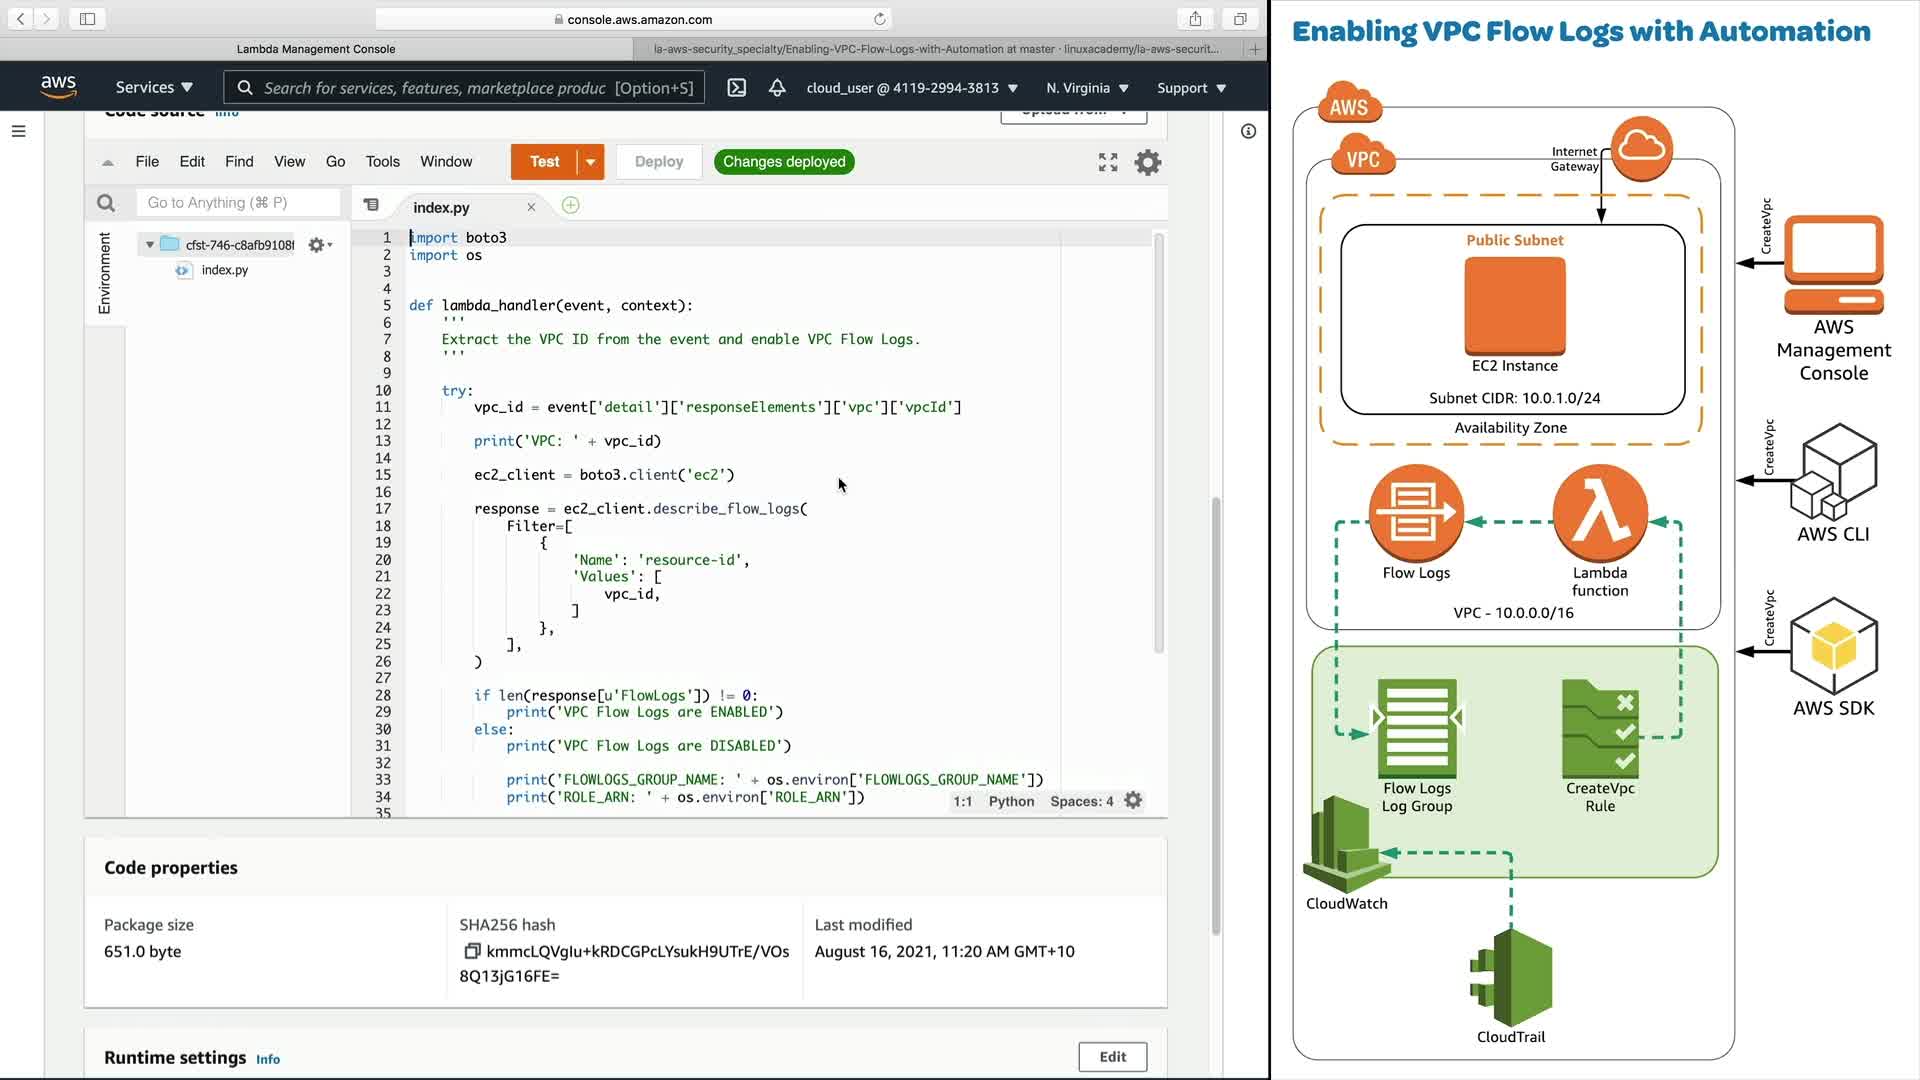 console.aws.amazon.com
Lambda Management Console
la-aws-security_specialty/Enabling-VPC-Flow-Logs-with-Automation at master · linuxacademy/la-aws-securit...
aws
Services
Search for services, features, marketplace produc [Option+S]
cloud_user @ 4119-2994-3813
N. Virginia
Support
Code source Info
Upload from
File Edit Find View Go Tools Window
Test
Deploy
Changes deployed
Go to Anything (⌘ P)
index.py
Environment
cfst-746-c8afb9108f
index.py
1 import boto3
2 import os
3
4
5 def lambda_handler(event, context):
6     '''
7     Extract the VPC ID from the event and enable VPC Flow Logs.
8     '''
9
10     try:
11         vpc_id = event['detail']['responseElements']['vpc']['vpcId']
12
13         print('VPC: ' + vpc_id)
14
15         ec2_client = boto3.client('ec2')
16
17         response = ec2_client.describe_flow_logs(
18             Filter=[
19                 {
20                     'Name': 'resource-id',
21                     'Values': [
22                         vpc_id,
23                     ]
24                 },
25             ],
26         )
27
28         if len(response[u'FlowLogs']) != 0:
29             print('VPC Flow Logs are ENABLED')
30         else:
31             print('VPC Flow Logs are DISABLED')
32
33             print('FLOWLOGS_GROUP_NAME: ' + os.environ['FLOWLOGS_GROUP_NAME'])
34             print('ROLE_ARN: ' + os.environ['ROLE_ARN'])
35
1:1 Python Spaces: 4
Code properties
Package size
651.0 byte
SHA256 hash
kmmcLQVgIu+kRDCGPcLYsukH9UTrE/VOs
8Q13jG16FE=
Last modified
August 16, 2021, 11:20 AM GMT+10
Runtime settings Info
Edit
Enabling VPC Flow Logs with Automation
AWS
VPC
Internet
Gateway
Public Subnet
EC2 Instance
Subnet CIDR: 10.0.1.0/24
Availability Zone
Flow Logs
Lambda
function
VPC - 10.0.0.0/16
Flow Logs
Log Group
CreateVpc
Rule
CloudWatch
CloudTrail
CreateVpc
AWS
Management
Console
CreateVpc
AWS CLI
CreateVpc
AWS SDK